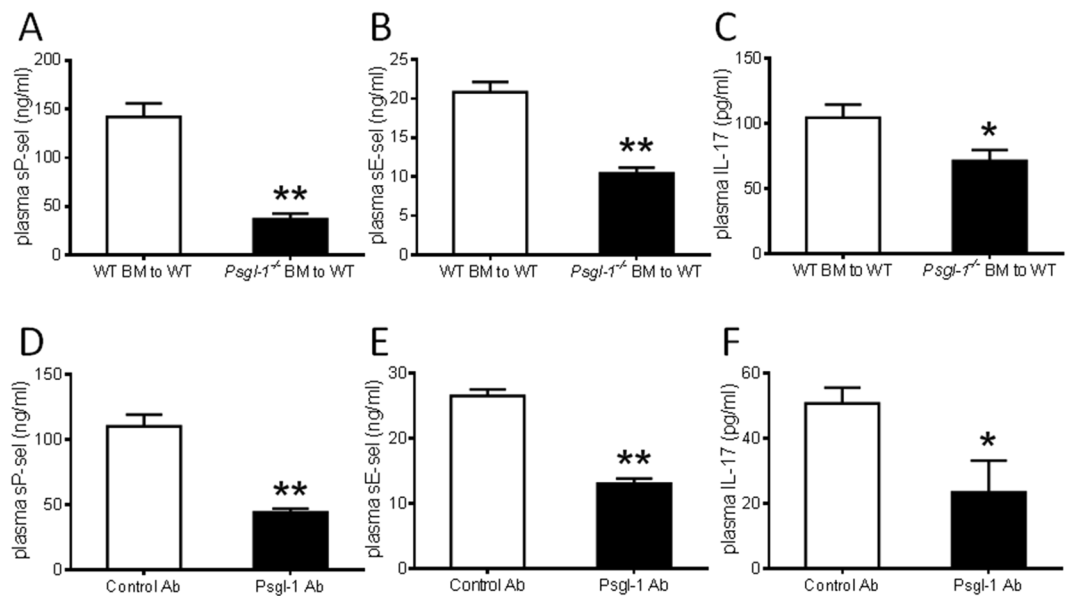 A
plasma sP-sel (ng/ml)
200
150
100
50
0
**
WT BM to WT
Psgl-1-/- BM to WT
B
plasma sE-sel (ng/ml)
25
20
15
10
5
0
**
WT BM to WT
Psgl-1-/- BM to WT
C
plasma IL-17 (pg/ml)
150
100
50
0
*
WT BM to WT
Psgl-1-/- BM to WT
D
plasma sP-sel (ng/ml)
150
100
50
0
**
Control Ab
Psgl-1 Ab
E
plasma sE-sel (ng/ml)
30
20
10
0
**
Control Ab
Psgl-1 Ab
F
plasma IL-17 (pg/ml)
60
40
20
0
*
Control Ab
Psgl-1 Ab